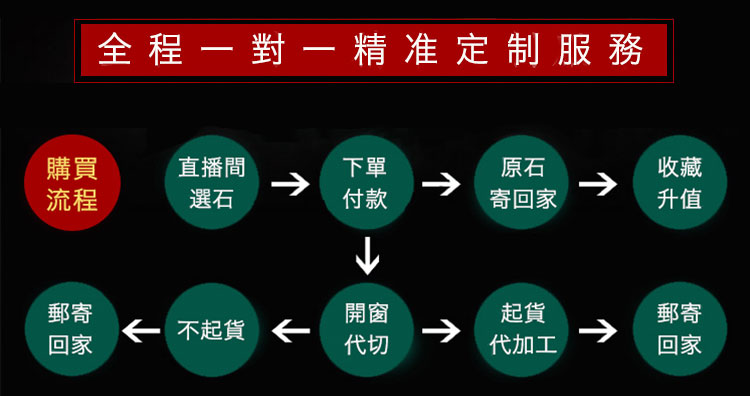 全程一對一精准定制服務
購買
流程
直播間
選石
下單
付款
原石
寄回家
收藏
升值
郵寄
回家
不起貨
開窗
代切
起貨
代加工
郵寄
回家